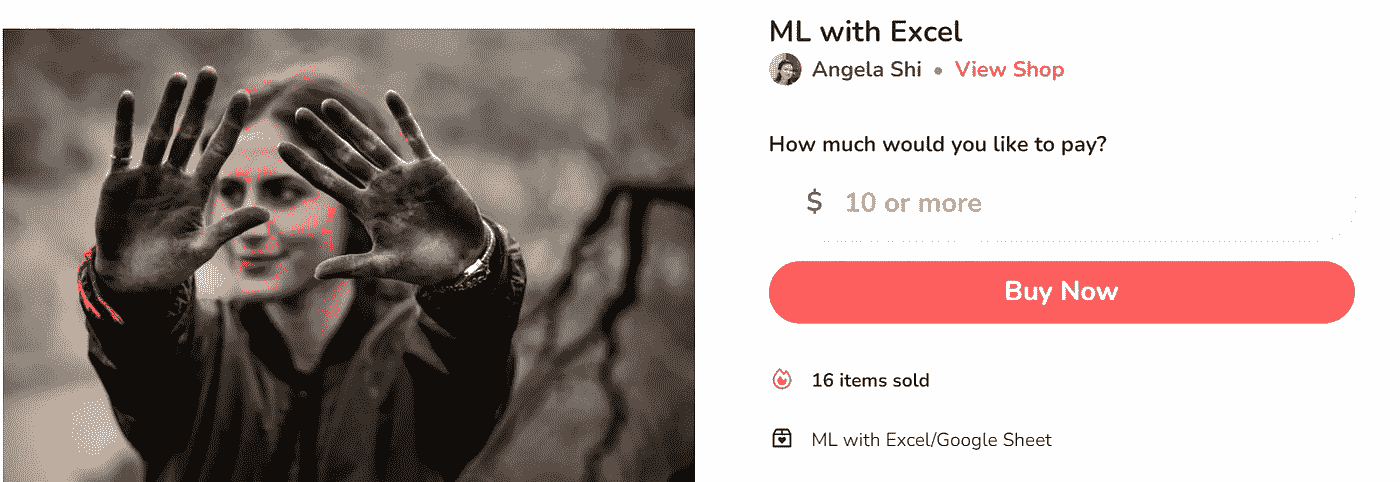 ML with Excel
Angela Shi • View Shop
How much would you like to pay?
$ 10 or more
Buy Now
16 items sold
ML with Excel/Google Sheet